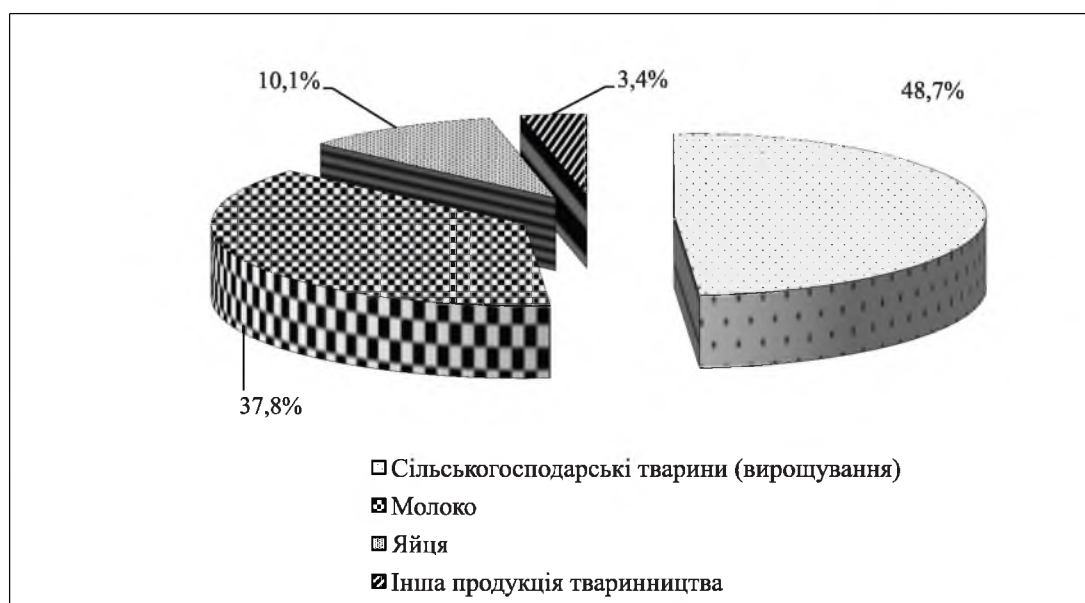 10,1%
3,4%
48,7%
37,8%
Сільськогосподарські тварини (вирощування)
Молоко
Яйця
Інша продукція тваринництва